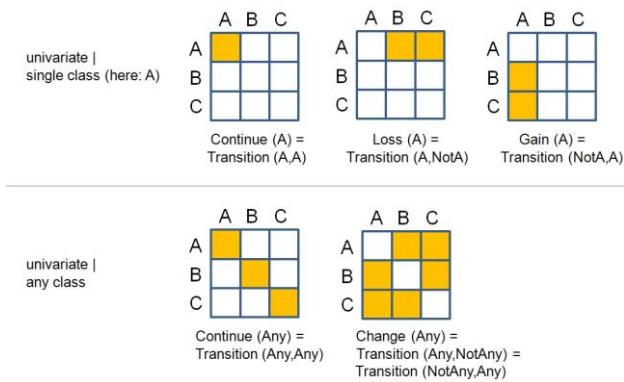 A B C
A
B
C
A B C
A
B
C
A B C
A
B
C
univariate |
single class (here: A)
Continue (A) =
Transition (A,A)
Loss (A) =
Transition (A,NotA)
Gain (A) =
Transition (NotA,A)
A B C
A
B
C
A B C
A
B
C
univariate |
any class
Continue (Any) =
Transition (Any,Any)
Change (Any) =
Transition (Any,NotAny) =
Transition (NotAny,Any)